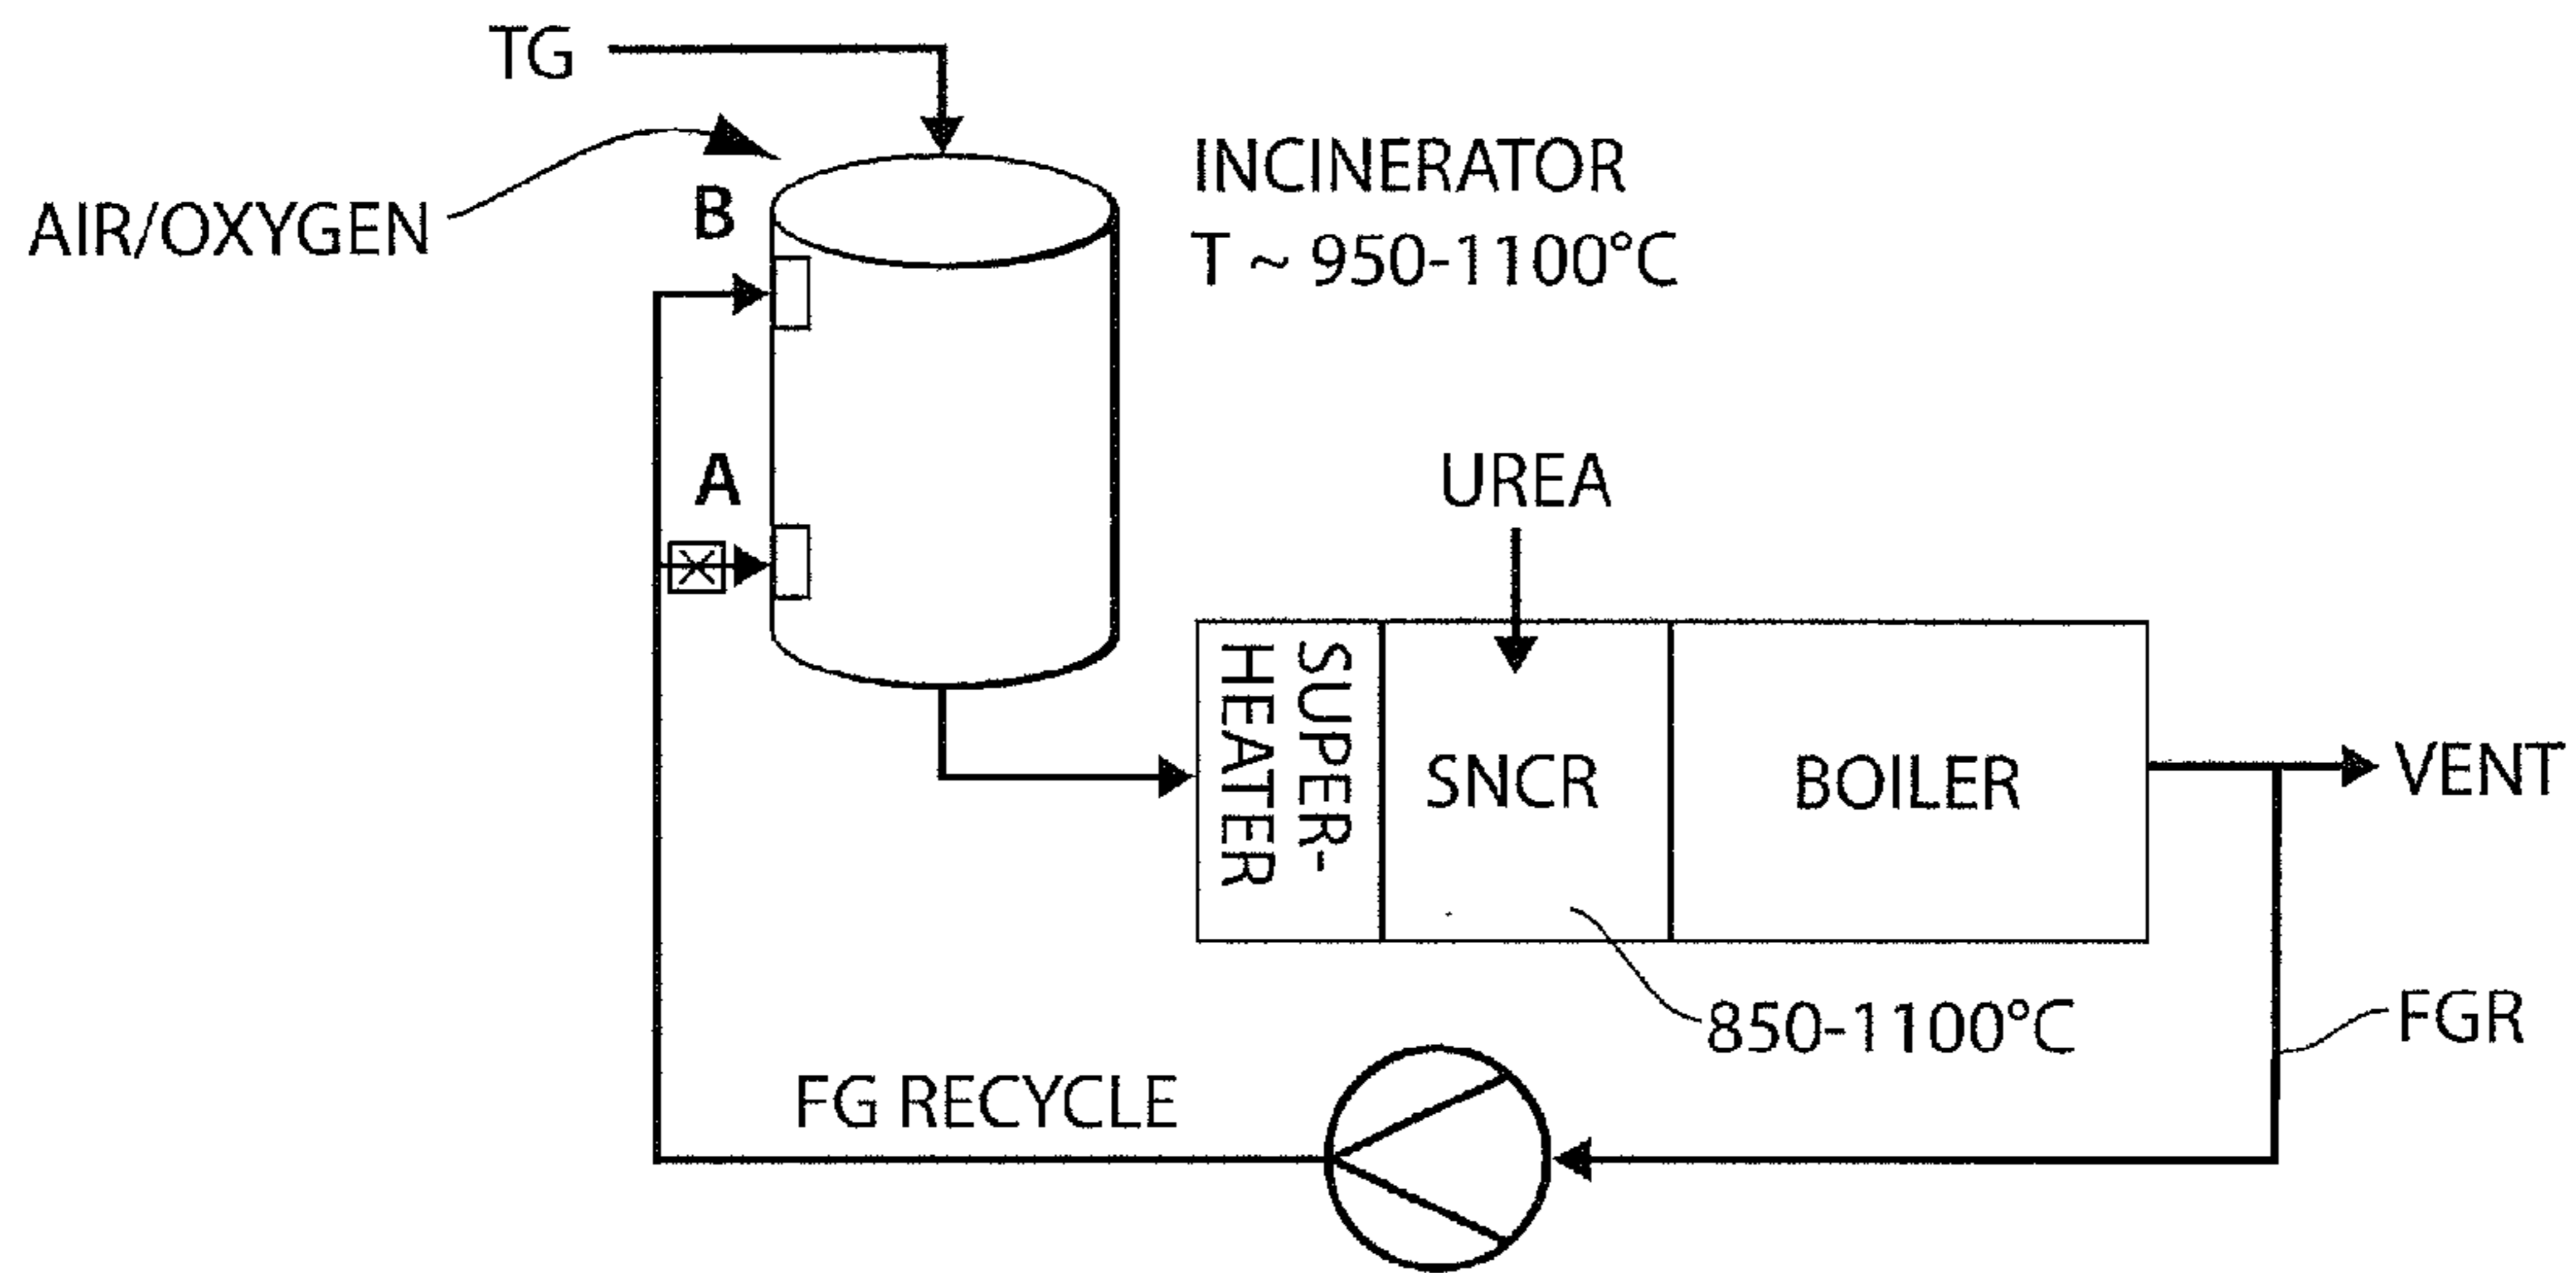 TG
AIR/OXYGEN
B
INCINERATOR
T ~ 950-1100°C
A
UREA
SUPER-
HEATER
SNCR
BOILER
VENT
850-1100°C
FGR
FG RECYCLE